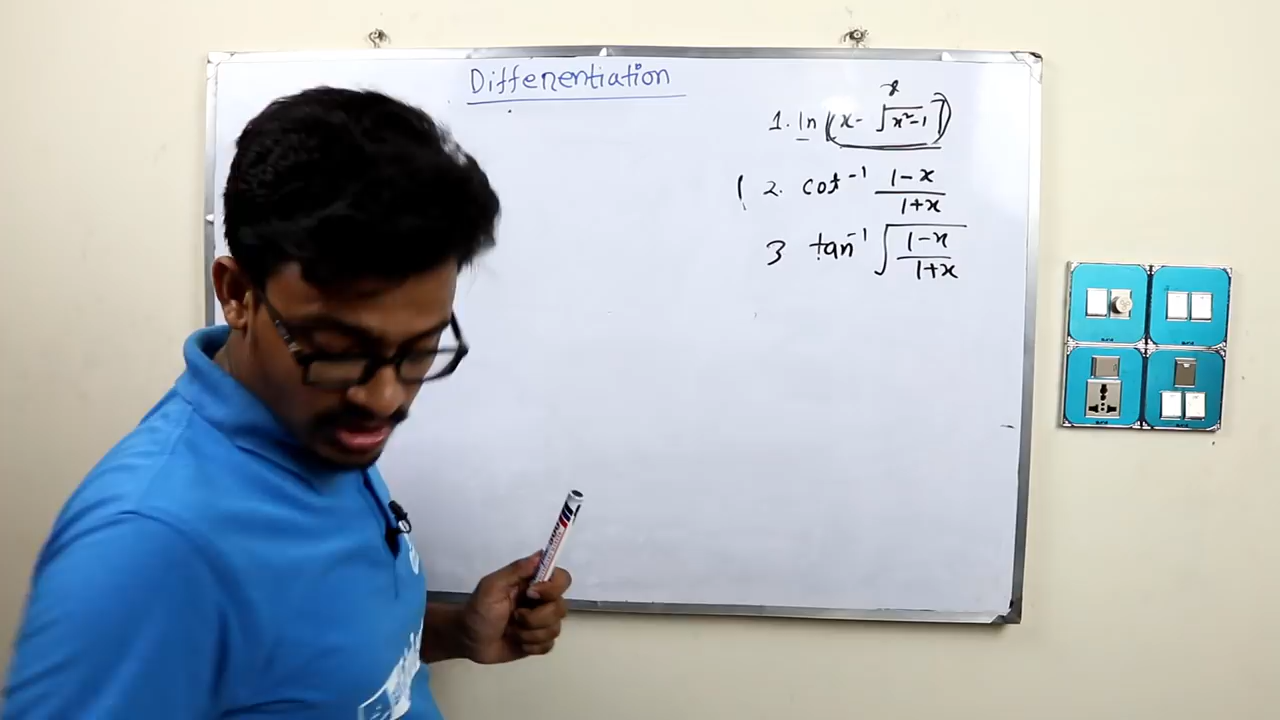 Differentiation
1. ln (x - √x²-1)
2. cot⁻¹ 1-x
1+x
3 tan⁻¹ √1-x
1+x